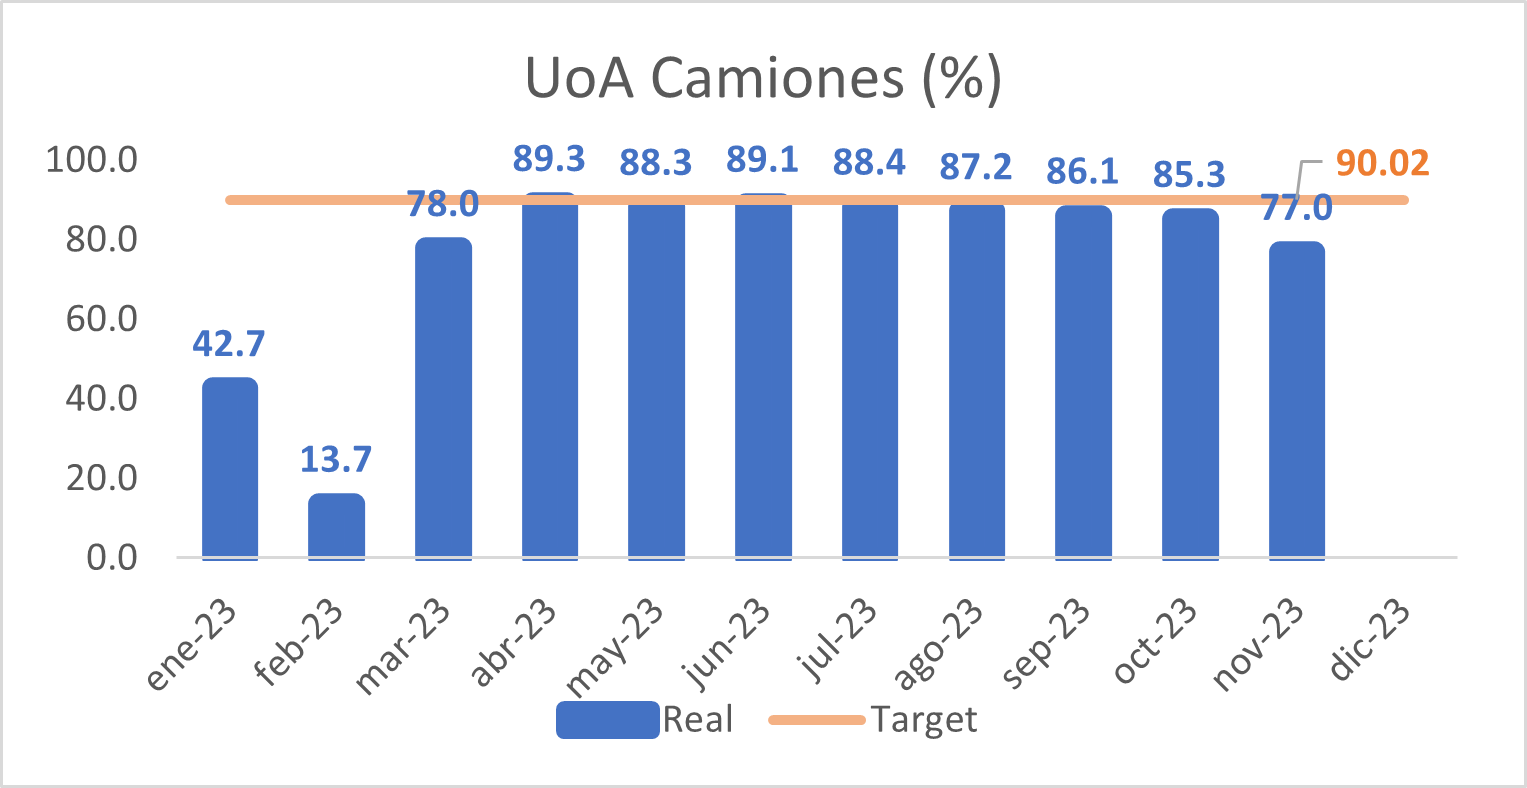 UoA Camiones (%)
100.0
80.0
60.0
40.0
20.0
0.0
42.7
13.7
78.0
89.3
88.3
89.1
88.4
87.2
86.1
85.3
77.0
90.02
ene-23
feb-23
mar-23
abr-23
may-23
jun-23
jul-23
ago-23
sep-23
oct-23
nov-23
dic-23
Real
Target